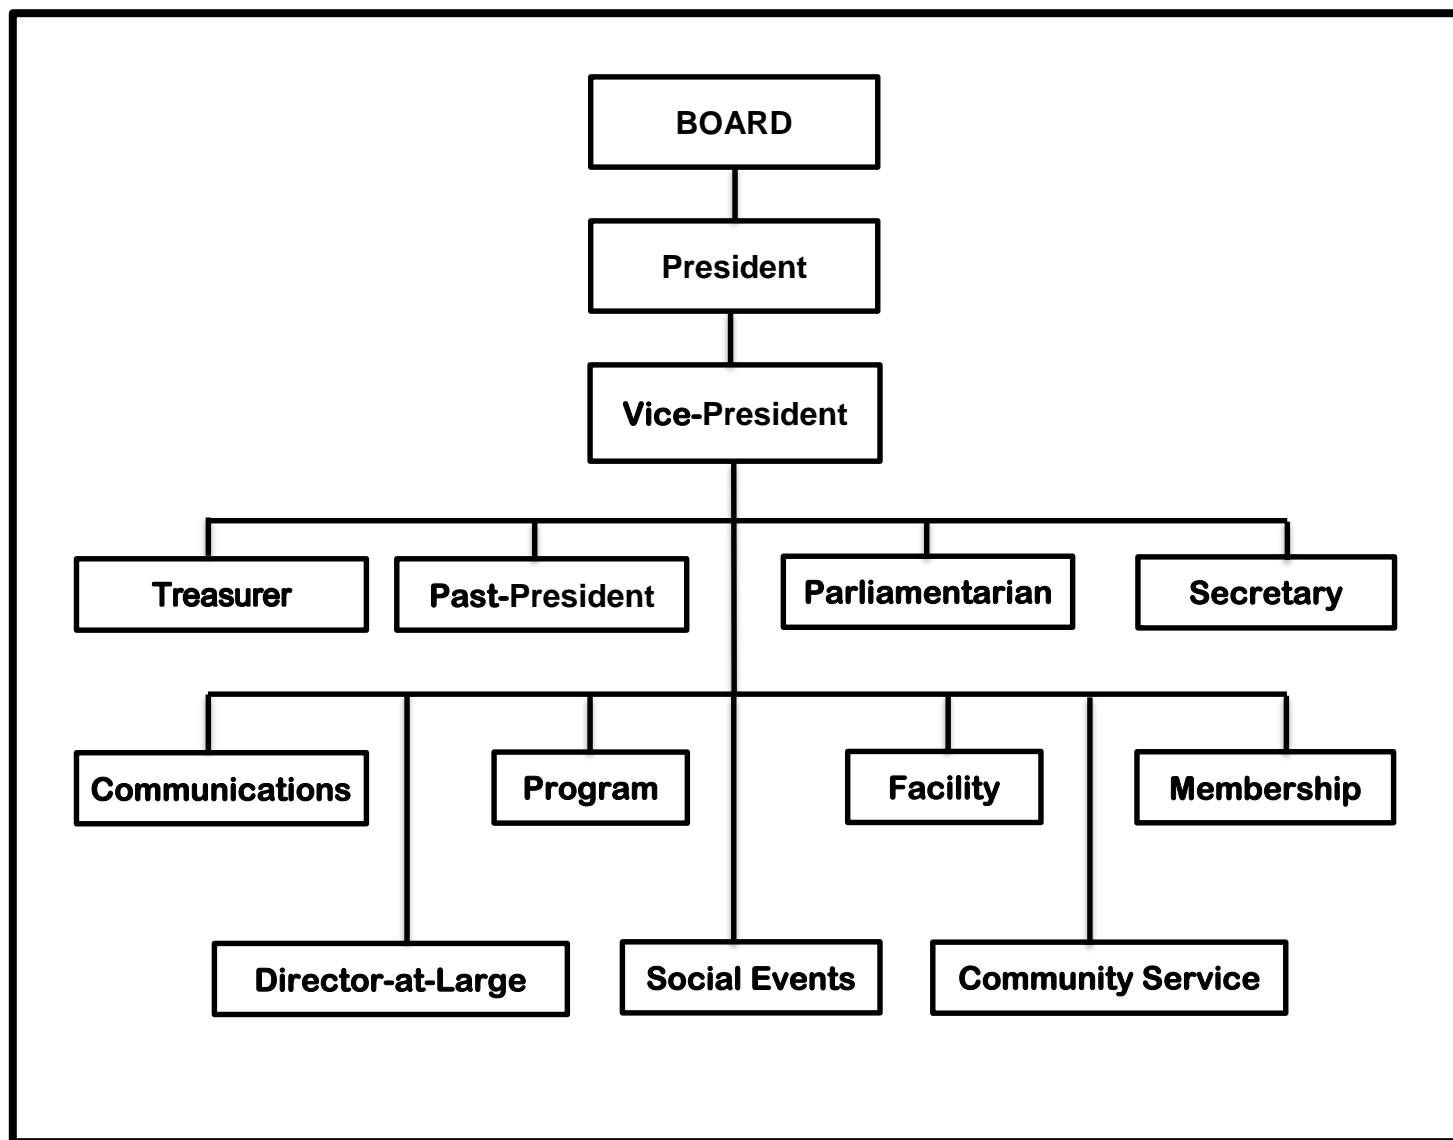 BOARD
President
Vice-President
Treasurer
Past-President
Parliamentarian
Secretary
Communications
Program
Facility
Membership
Director-at-Large
Social Events
Community Service